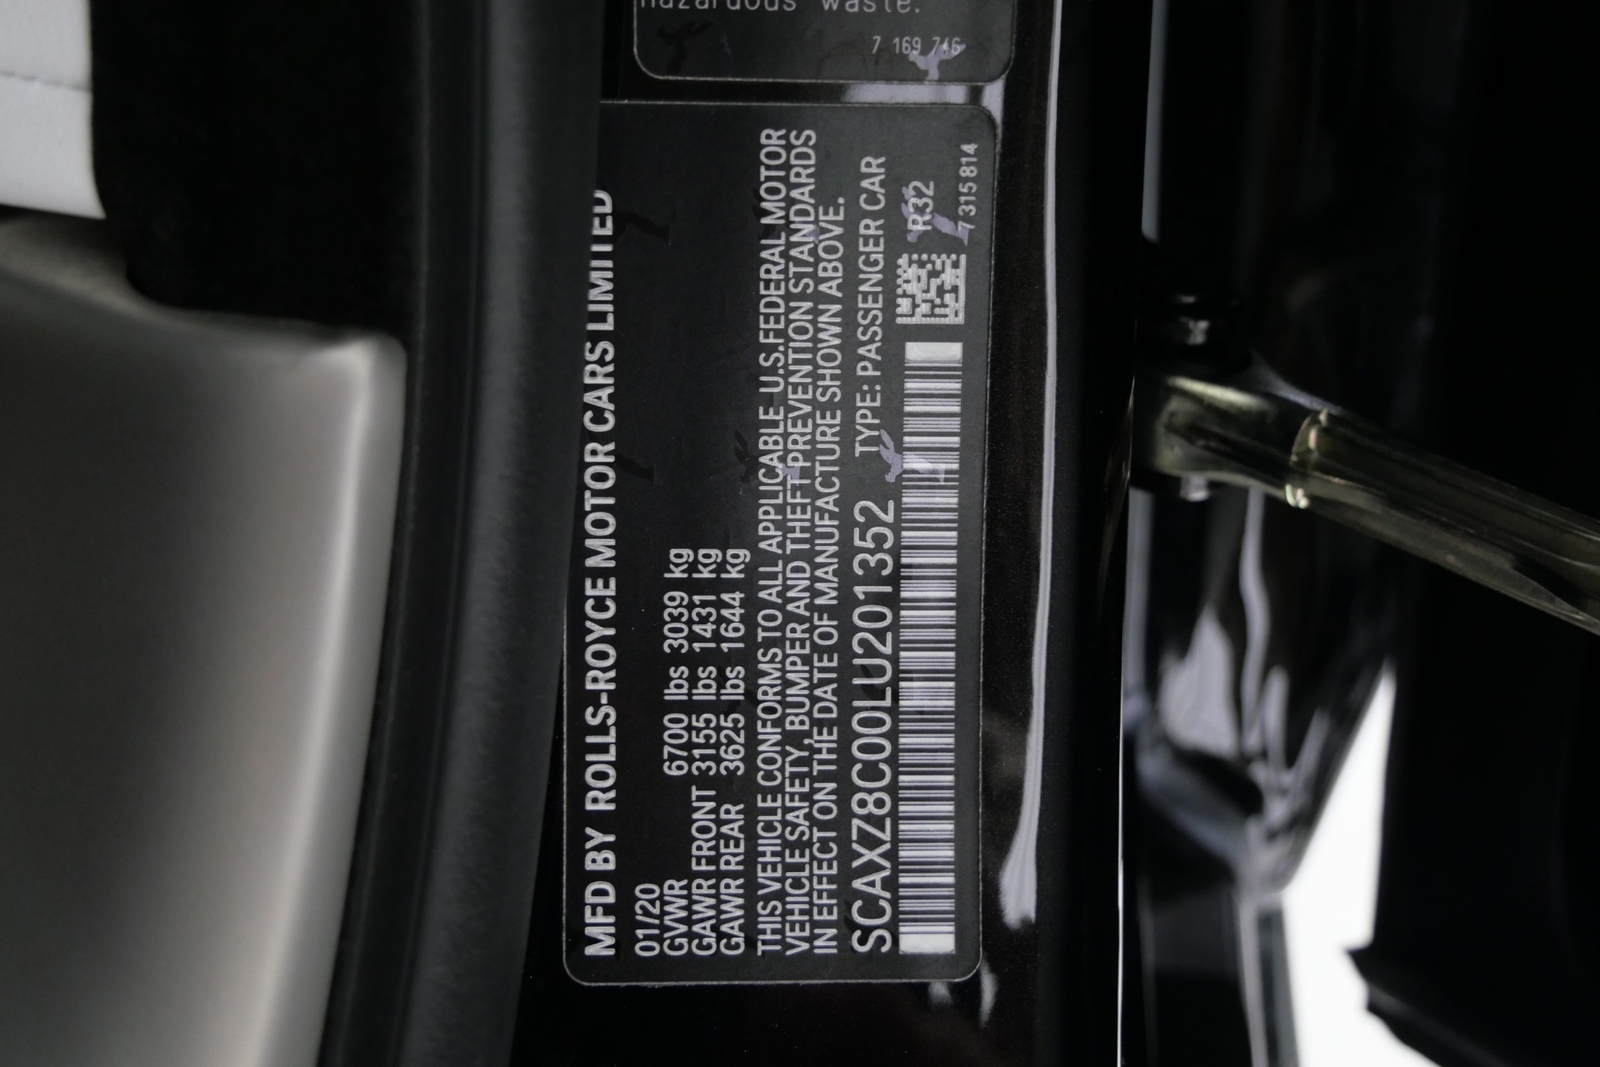 hazardous waste.
7 169 746
MFD BY ROLLS-ROYCE MOTOR CARS LIMITED
01/20
GVWR 6700 lbs 3039 kg
GAWR FRONT 3155 lbs 1431 kg
GAWR REAR 3625 lbs 1644 kg
THIS VEHICLE CONFORMS TO ALL APPLICABLE U.S.FEDERAL MOTOR
VEHICLE SAFETY, BUMPER AND THEFT PREVENTION STANDARDS
IN EFFECT ON THE DATE OF MANUFACTURE SHOWN ABOVE.
SCAXZ8C00LU201352 TYPE: PASSENGER CAR
R32
7 315 814